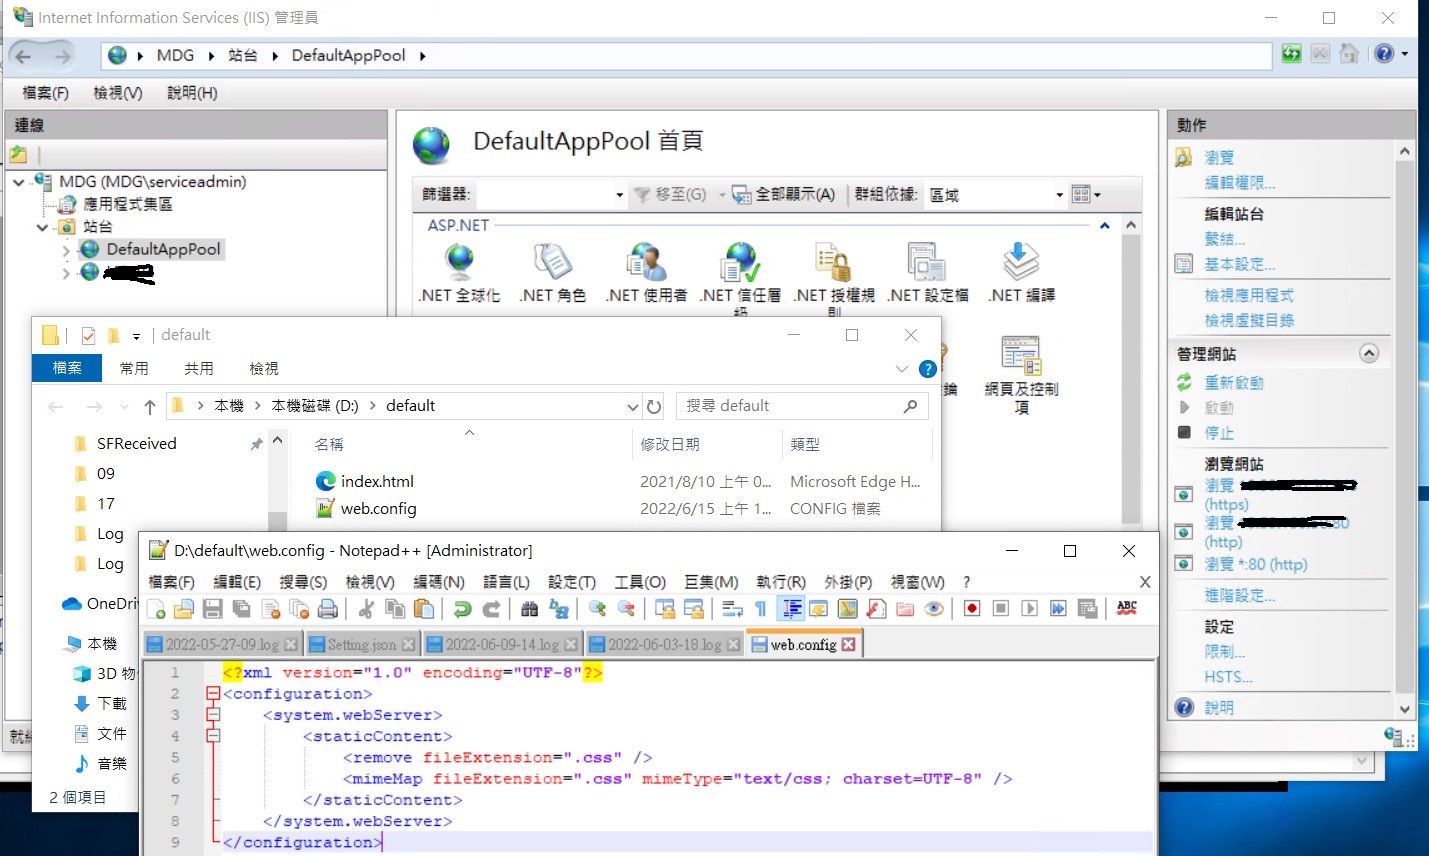 Internet Information Services (IIS) 管理員
MDG
站台
DefaultAppPool
檔案(F) 檢視(V) 說明(H)
連線
MDG (MDG\serviceadmin)
應用程式集區
站台
DefaultAppPool
DefaultAppPool 首頁
篩選器: 移至(G) 全部顯示(A) 群組依據: 區域
ASP.NET
.NET 全球化 .NET 角色 .NET 使用者 .NET 信任層級 .NET 授權規則 .NET 設定檔 .NET 編譯
網頁及控制項
動作
瀏覽
編輯權限...
編輯站台
繫結...
基本設定...
檢視應用程式
檢視虛擬目錄
管理網站
重新啟動
啟動
停止
瀏覽網站
瀏覽
(https)
瀏覽 80
(http)
瀏覽 *:80 (http)
進階設定...
設定
限制...
HSTS...
說明
default
檔案 常用 共用 檢視
本機 本機磁碟 (D:) default
搜尋 default
SFReceived
09
17
Log
Log
OneDri
本機
3D 物
下載
文件
音樂
2 個項目
名稱 修改日期 類型
index.html 2021/8/10 上午 0... Microsoft Edge H...
web.config 2022/6/15 上午 1... CONFIG 檔案
D:\default\web.config - Notepad++ [Administrator]
檔案(F) 編輯(E) 搜尋(S) 檢視(V) 編碼(N) 語言(L) 設定(T) 工具(O) 巨集(M) 執行(R) 外掛(P) 視窗(W) ? X
ABC
2022-05-27-09.log Setting.json 2022-06-09-14.log 2022-06-03-18.log web.config
1 <?xml version="1.0" encoding="UTF-8"?>
2 <configuration>
3 <system.webServer>
4 <staticContent>
5 <remove fileExtension=".css" />
6 <mimeMap fileExtension=".css" mimeType="text/css; charset=UTF-8" />
7 </staticContent>
8 </system.webServer>
9 </configuration>